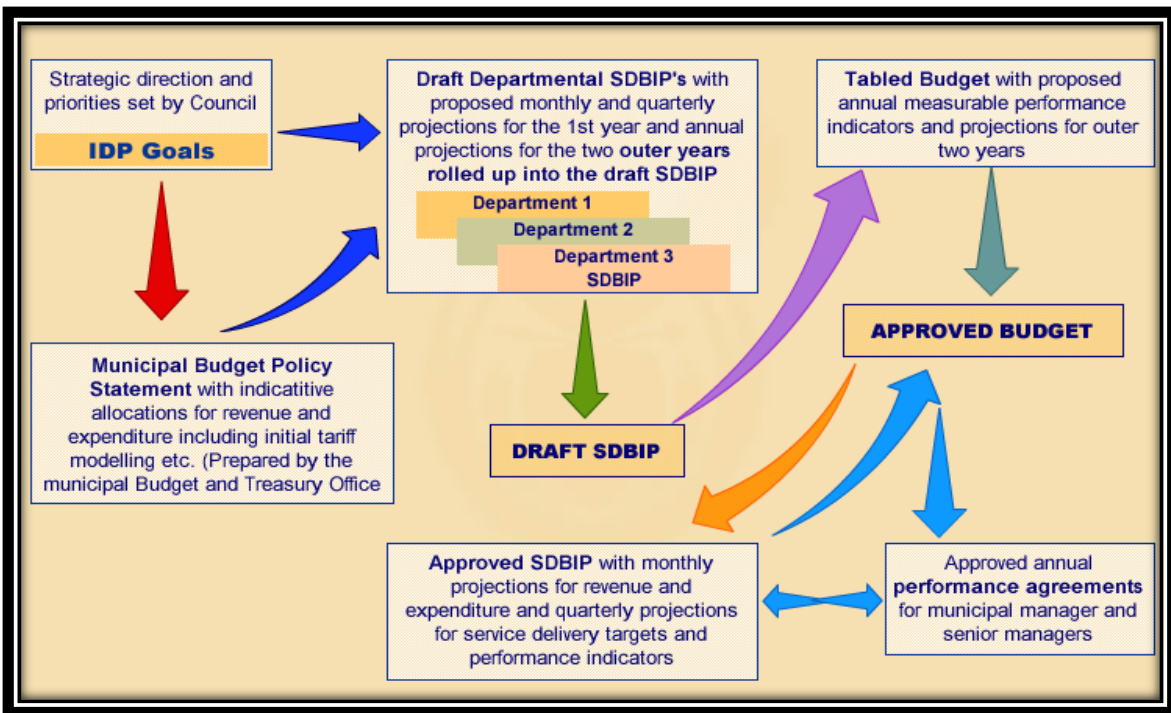 Strategic direction and
priorities set by Council
IDP Goals
Municipal Budget Policy
Statement with indicatitive
allocations for revenue and
expenditure including initial tariff
modelling etc. (Prepared by the
municipal Budget and Treasury Office
Draft Departmental SDBIP's with
proposed monthly and quarterly
projections for the 1st year and annual
projections for the two outer years
rolled up into the draft SDBIP
Department 1
Department 2
Department 3
SDBIP
DRAFT SDBIP
Tabled Budget with proposed
annual measurable performance
indicators and projections for outer
two years
APPROVED BUDGET
Approved SDBIP with monthly
projections for revenue and
expenditure and quarterly projections
for service delivery targets and
performance indicators
Approved annual
performance agreements
for municipal manager and
senior managers